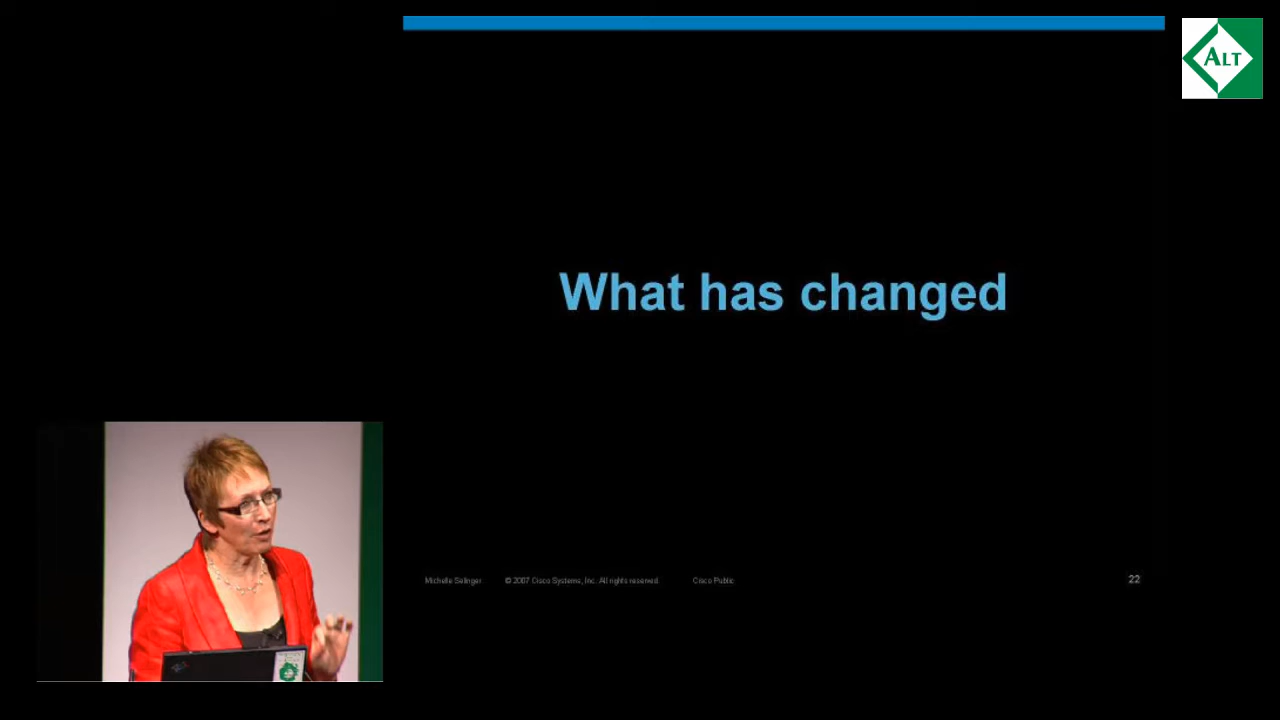 ALT
What has changed
Michelle Selinger © 2007 Cisco Systems, Inc. All rights reserved. Cisco Public 22